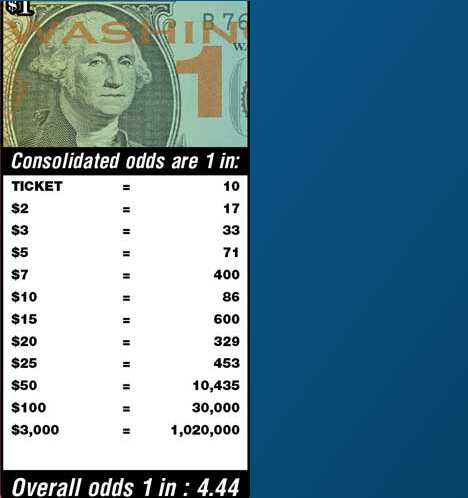 $1
WASHIN
B 76
W.
1
Consolidated odds are 1 in:
TICKET = 10
$2 = 17
$3 = 33
$5 = 71
$7 = 400
$10 = 86
$15 = 600
$20 = 329
$25 = 453
$50 = 10,435
$100 = 30,000
$3,000 = 1,020,000
Overall odds 1 in : 4.44